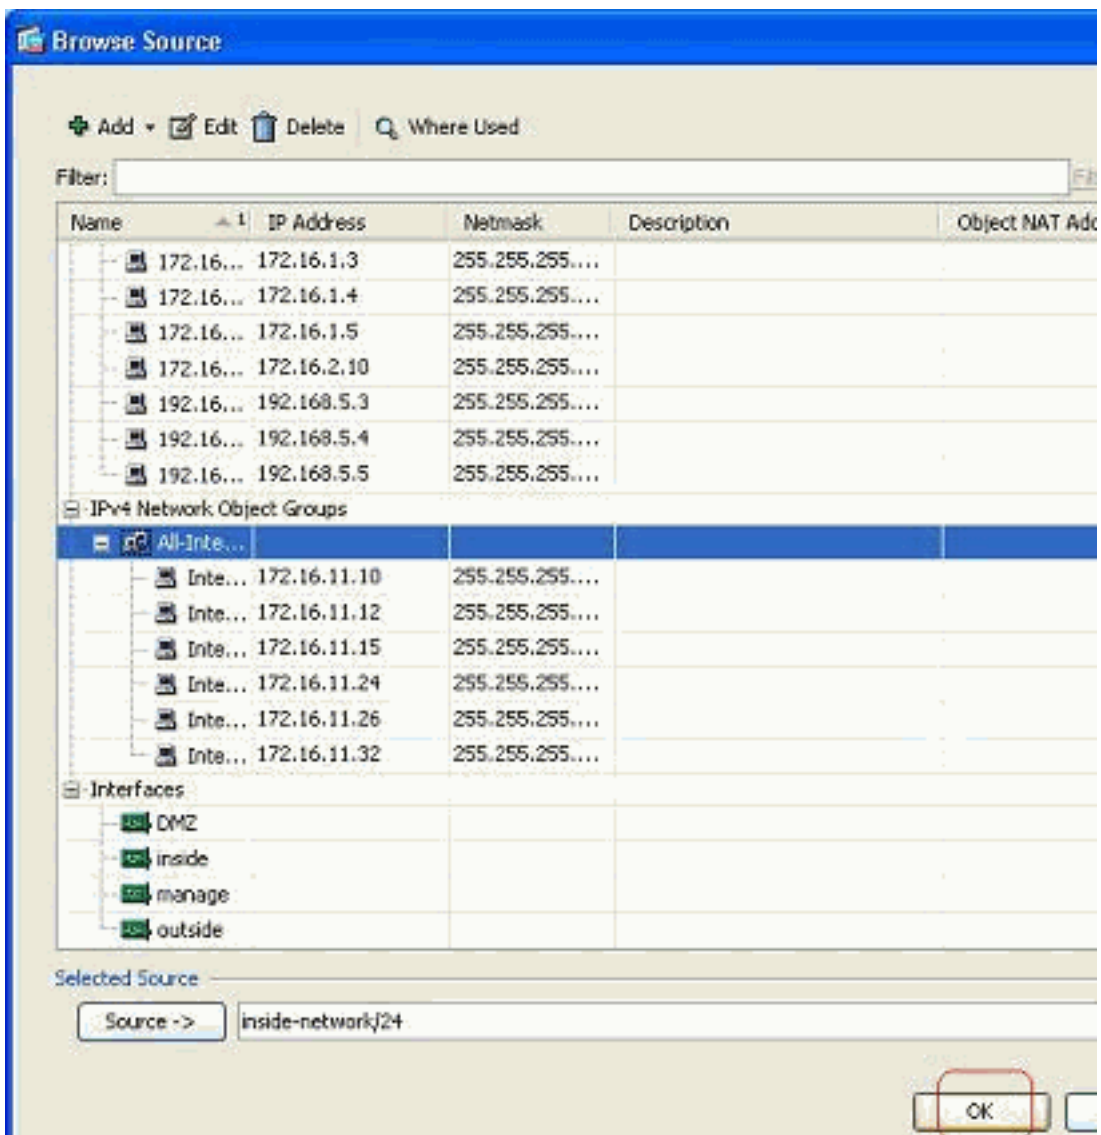 Browse Source
Add Edit Delete Where Used
Filter: Fil
Name 1 IP Address Netmask Description Object NAT Add
172.16... 172.16.1.3 255.255.255....
172.16... 172.16.1.4 255.255.255....
172.16... 172.16.1.5 255.255.255....
172.16... 172.16.2.10 255.255.255....
192.16... 192.168.5.3 255.255.255....
192.16... 192.168.5.4 255.255.255....
192.16... 192.168.5.5 255.255.255....
IPv4 Network Object Groups
All-Inte...
Inte... 172.16.11.10 255.255.255....
Inte... 172.16.11.12 255.255.255....
Inte... 172.16.11.15 255.255.255....
Inte... 172.16.11.24 255.255.255....
Inte... 172.16.11.26 255.255.255....
Inte... 172.16.11.32 255.255.255....
Interfaces
DMZ
inside
manage
outside
Selected Source
Source -> inside-network/24
OK